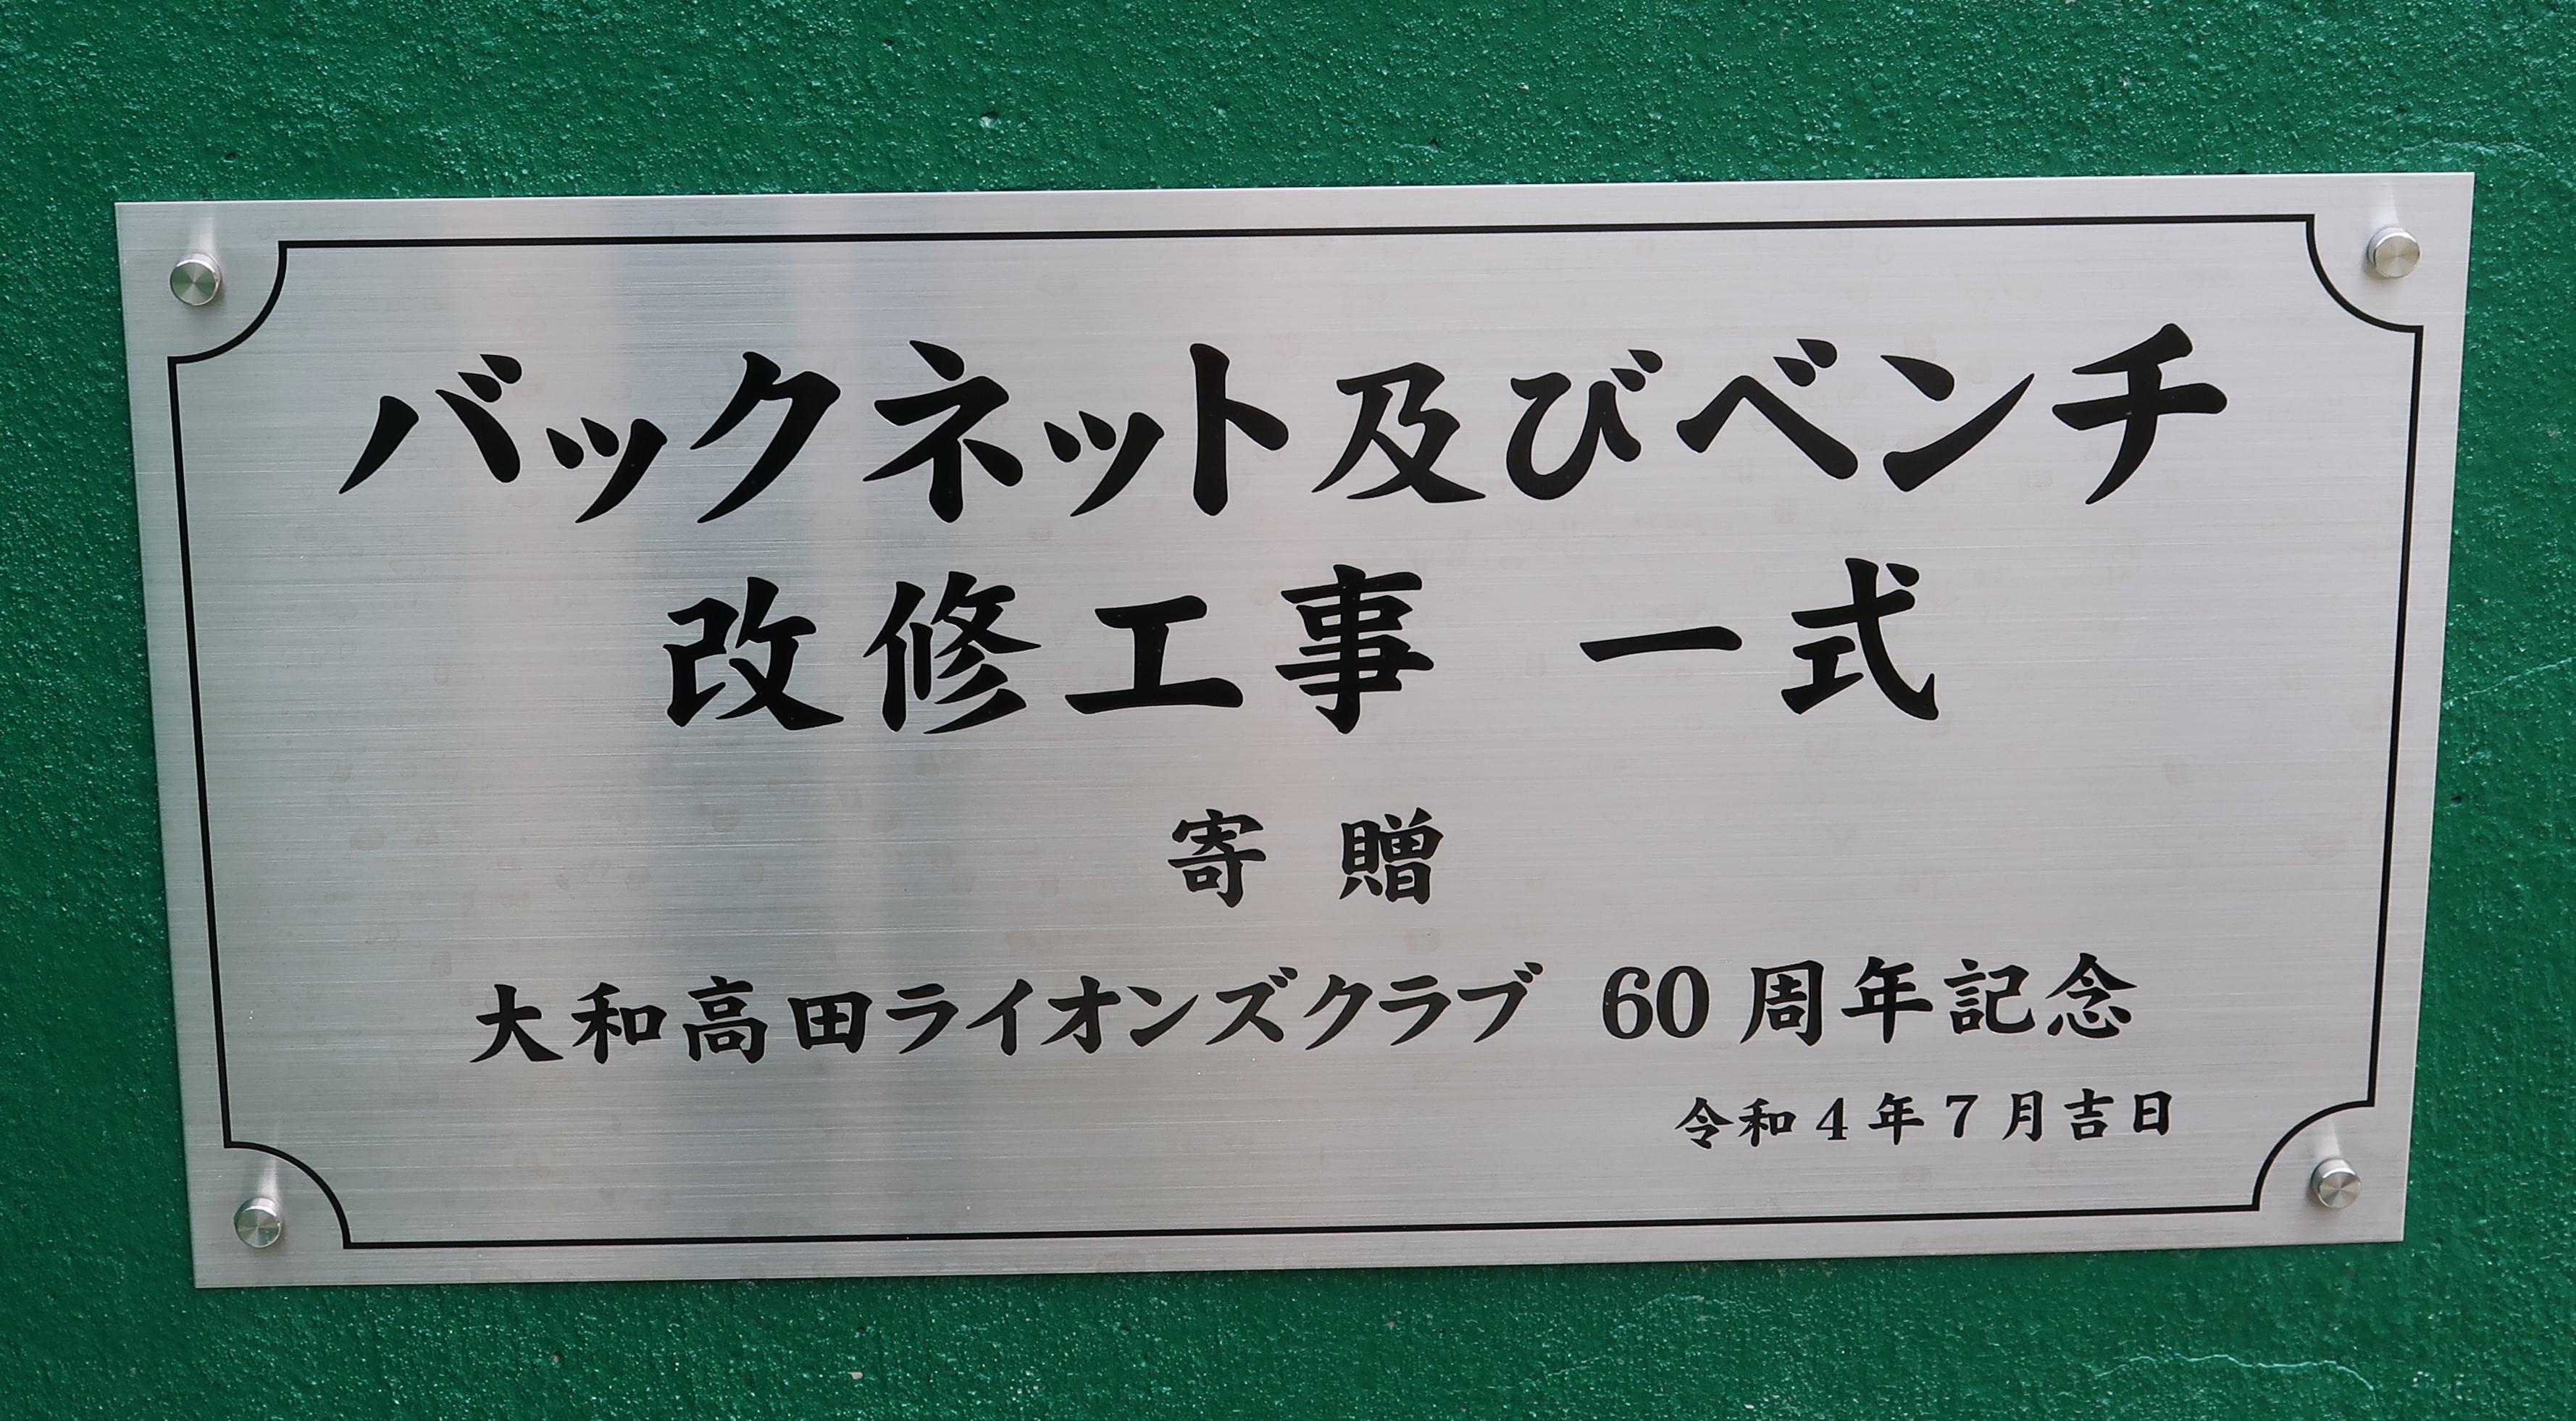 バックネット及びベンチ
改修工事 一式
寄贈
大和高田ライオンズクラブ 60周年記念
令和4年7月吉日